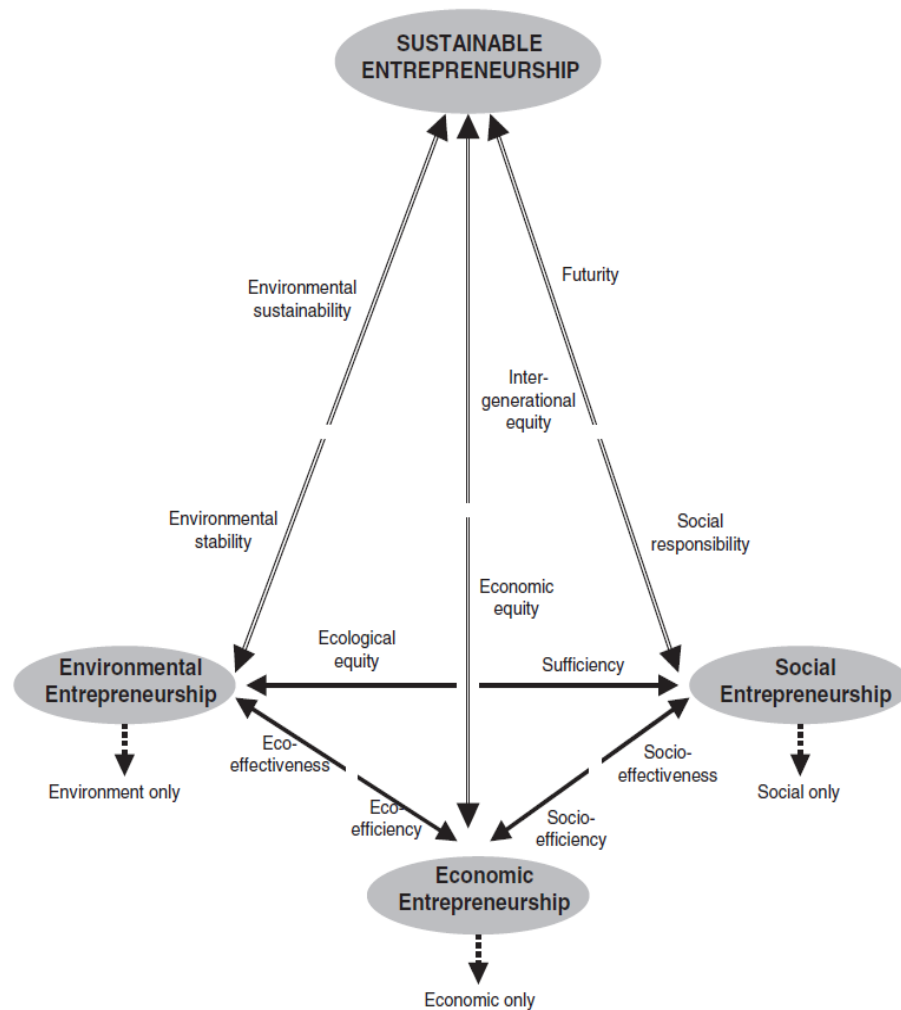 SUSTAINABLE
ENTREPRENEURSHIP
Environmental
sustainability
Futurity
Inter-
generational
equity
Environmental
stability
Social
responsibility
Economic
equity
Ecological
equity
Sufficiency
Environmental
Entrepreneurship
Social
Entrepreneurship
Eco-
effectiveness
Socio-
effectiveness
Environment only
Social only
Eco-
efficiency
Socio-
efficiency
Economic
Entrepreneurship
Economic only